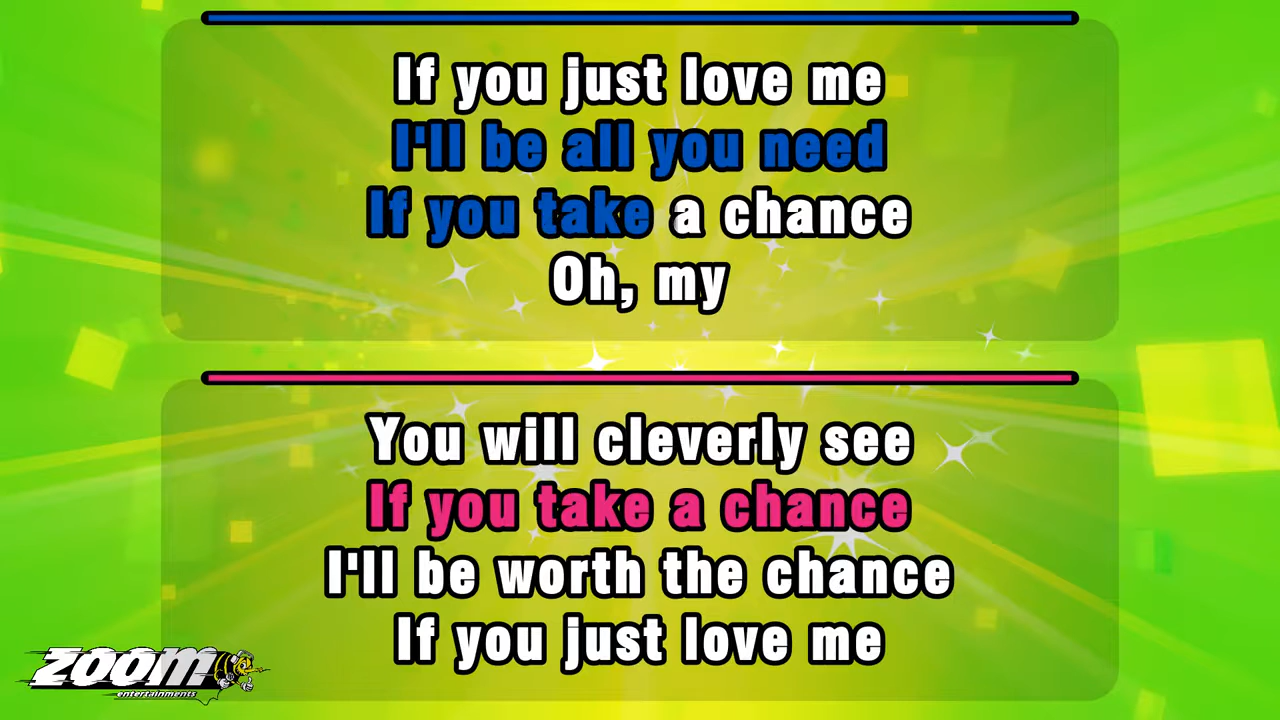 If you just love me
I'll be all you need
If you take a chance
Oh, my
You will cleverly see
If you take a chance
I'll be worth the chance
If you just love me
ZOOM
entertainments